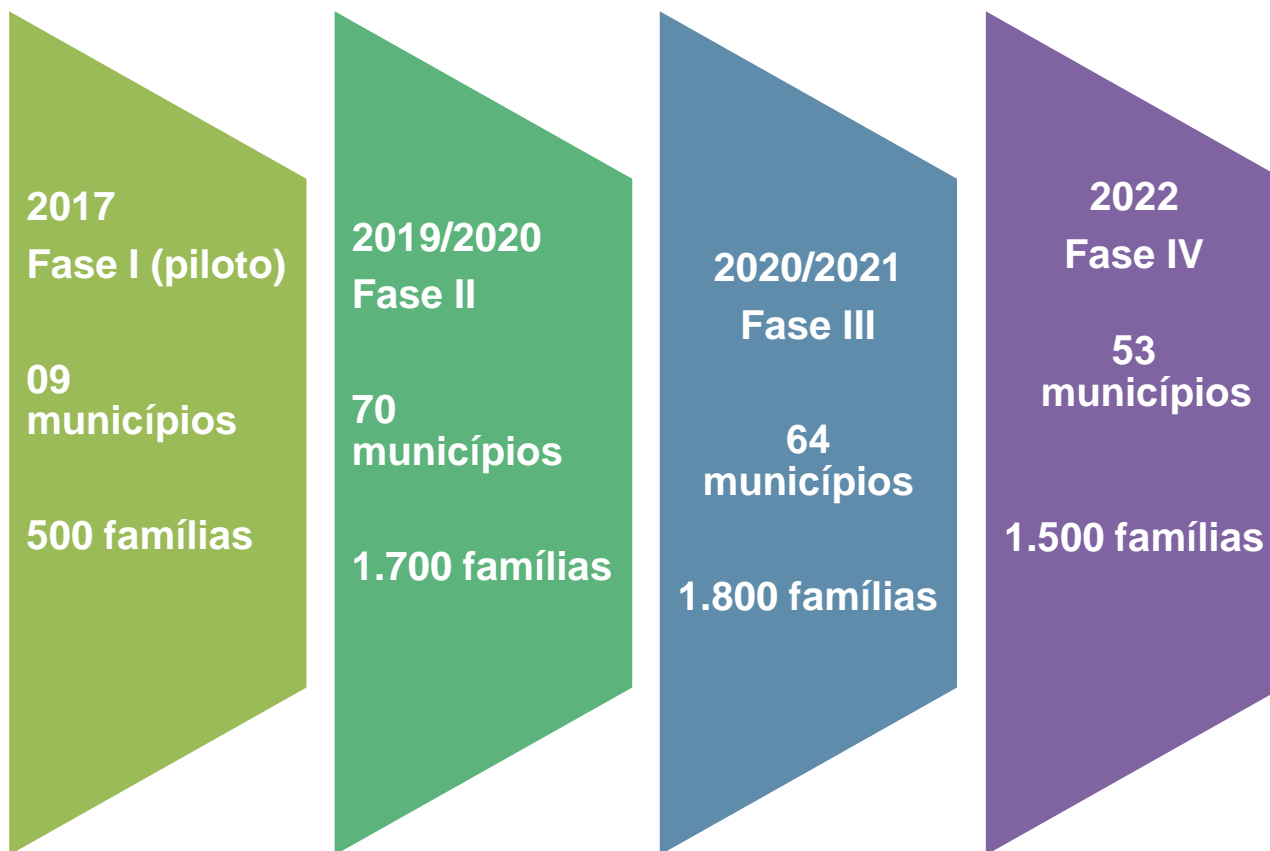 2017
Fase I (piloto)
09
municípios
500 famílias
2019/2020
Fase II
70
municípios
1.700 famílias
2020/2021
Fase III
64
municípios
1.800 famílias
2022
Fase IV
53
municípios
1.500 famílias